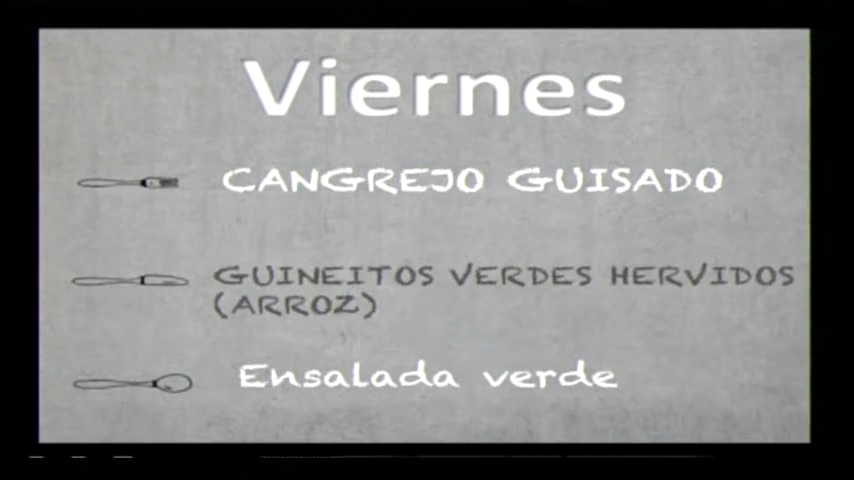 Viernes
CANGREJO GUISADO
GUINEITOS VERDES HERVIDOS
(ARROZ)
Ensalada verde